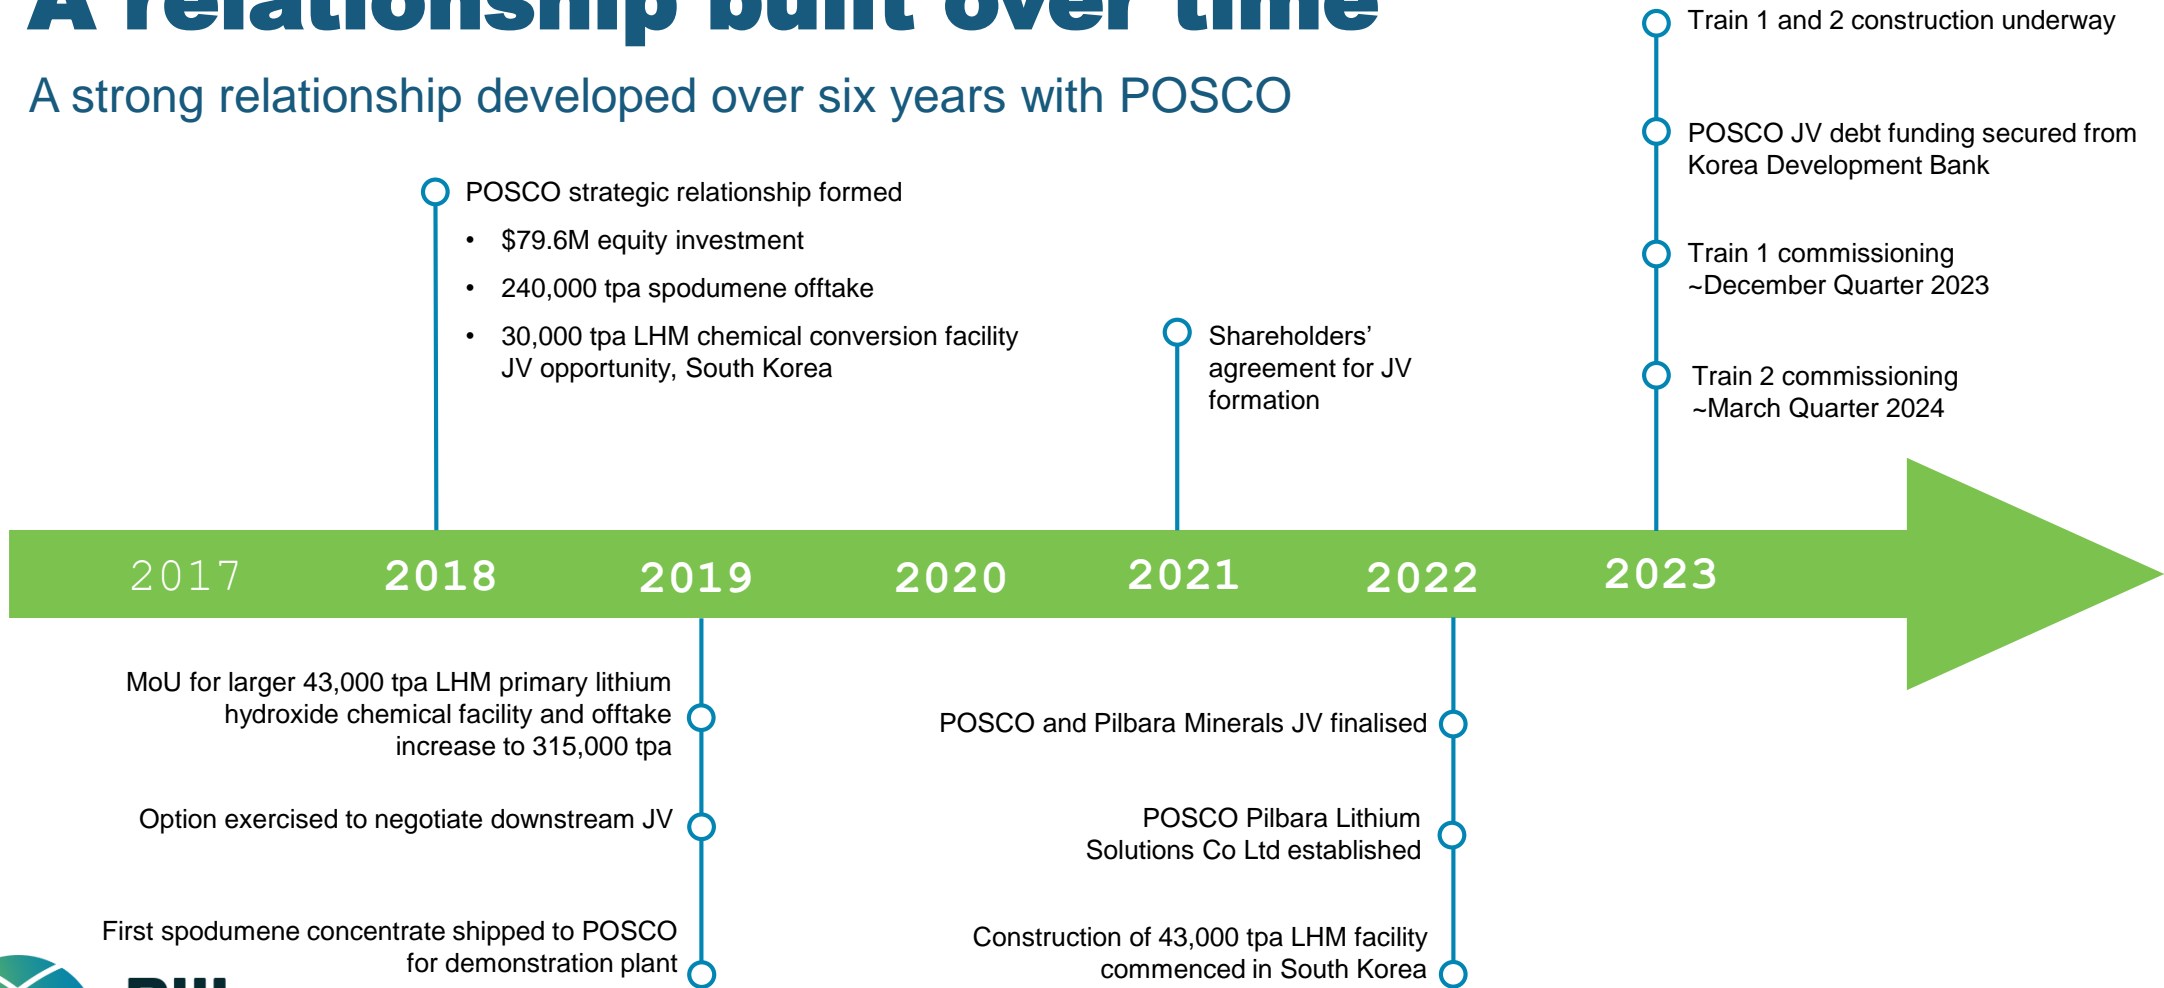 A relationship built over time
A strong relationship developed over six years with POSCO
POSCO strategic relationship formed
• $79.6M equity investment
• 240,000 tpa spodumene offtake
• 30,000 tpa LHM chemical conversion facility
JV opportunity, South Korea
Shareholders’
agreement for JV
formation
Train 1 and 2 construction underway
POSCO JV debt funding secured from
Korea Development Bank
Train 1 commissioning
~December Quarter 2023
Train 2 commissioning
~March Quarter 2024
2017 2018 2019 2020 2021 2022 2023
MoU for larger 43,000 tpa LHM primary lithium
hydroxide chemical facility and offtake
increase to 315,000 tpa
Option exercised to negotiate downstream JV
First spodumene concentrate shipped to POSCO
for demonstration plant
POSCO and Pilbara Minerals JV finalised
POSCO Pilbara Lithium
Solutions Co Ltd established
Construction of 43,000 tpa LHM facility
commenced in South Korea